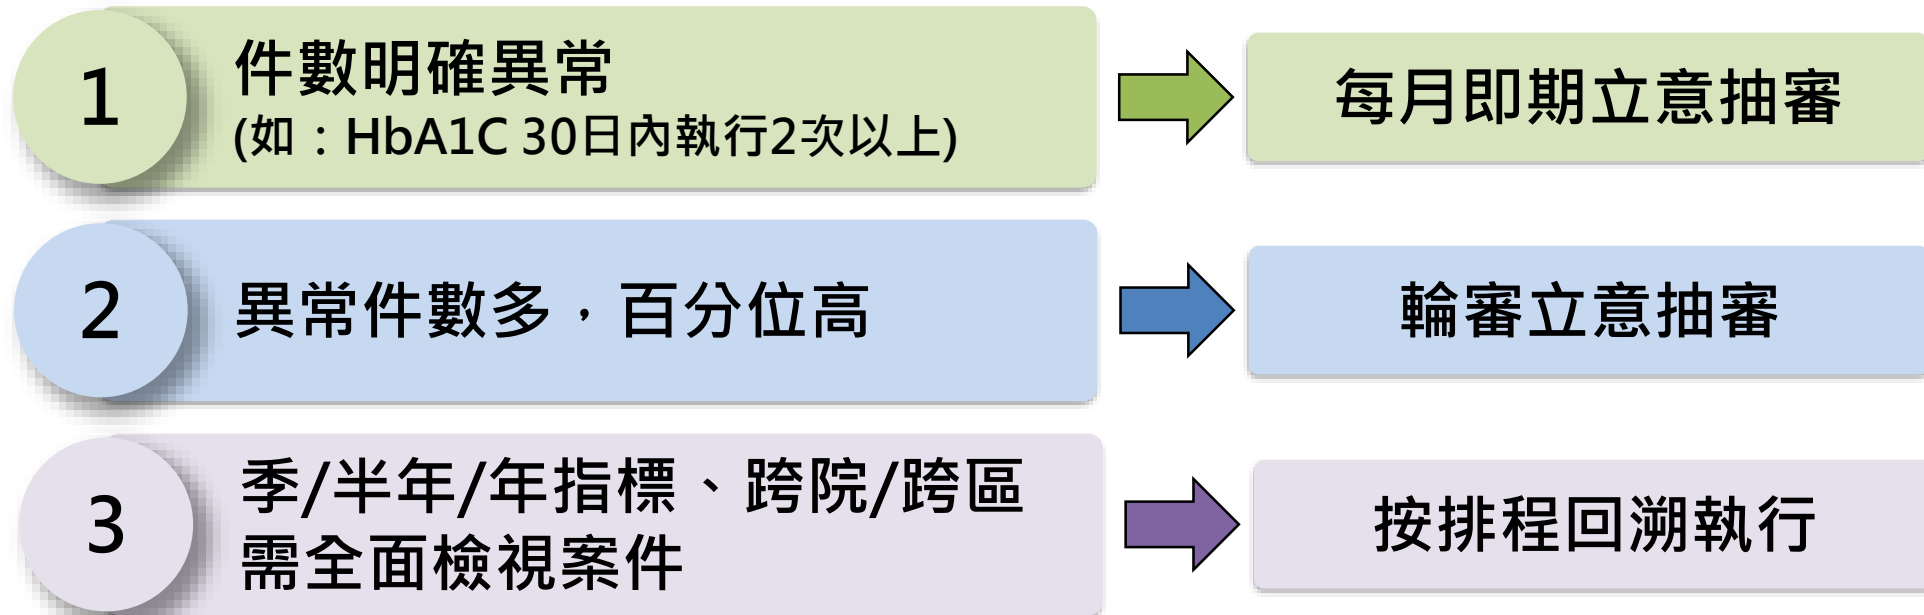 1
件數明確異常
(如：HbA1C 30日內執行2次以上)
每月即期立意抽審
2
異常件數多，百分位高
輪審立意抽審
3
季/半年/年指標、跨院/跨區
需全面檢視案件
按排程回溯執行